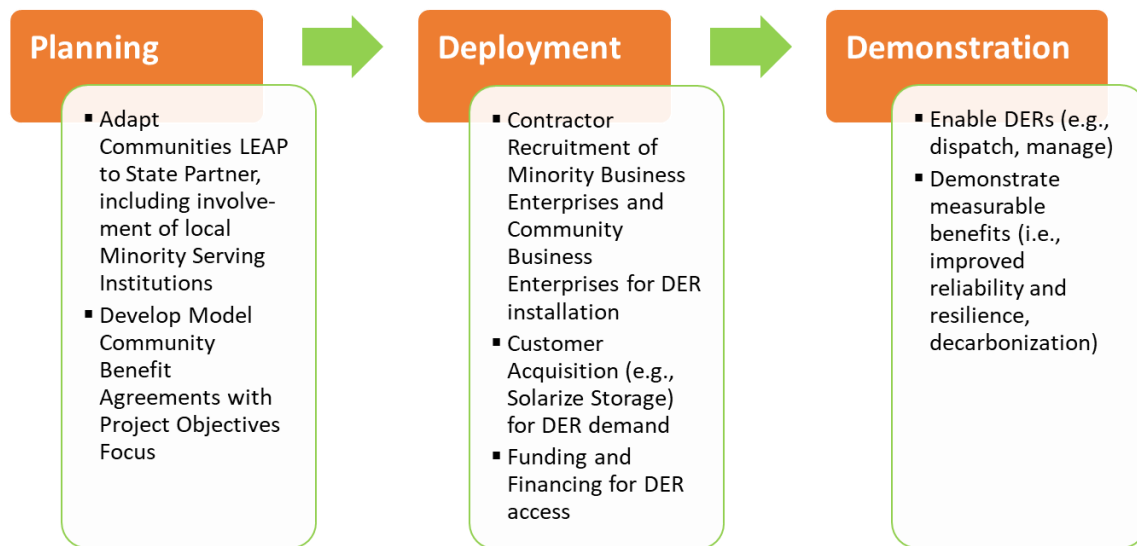 Planning
▪ Adapt
Communities LEAP
to State Partner,
including involve-
ment of local
Minority Serving
Institutions
▪ Develop Model
Community
Benefit
Agreements with
Project Objectives
Focus
Deployment
▪ Contractor
Recruitment of
Minority Business
Enterprises and
Community
Business
Enterprises for DER
installation
▪ Customer
Acquisition (e.g.,
Solarize Storage)
for DER demand
▪ Funding and
Financing for DER
access
Demonstration
▪ Enable DERs (e.g.,
dispatch, manage)
▪ Demonstrate
measurable
benefits (i.e.,
improved
reliability and
resilience,
decarbonization)